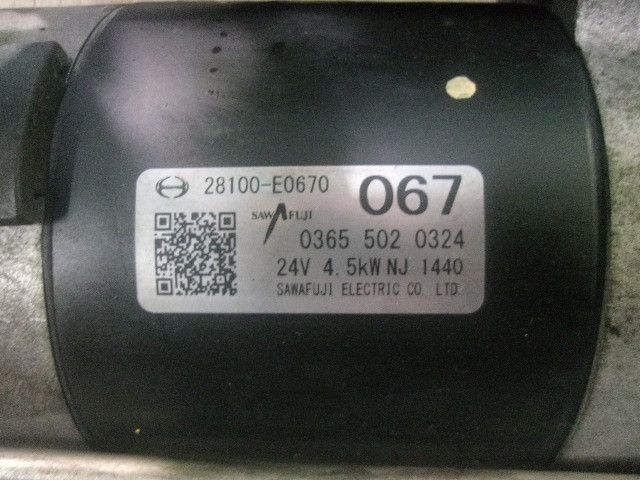 28100-E0670 067
SAWAFUJI
0365 502 0324
24V 4.5kW NJ 1440
SAWAFUJI ELECTRIC CO. LTD